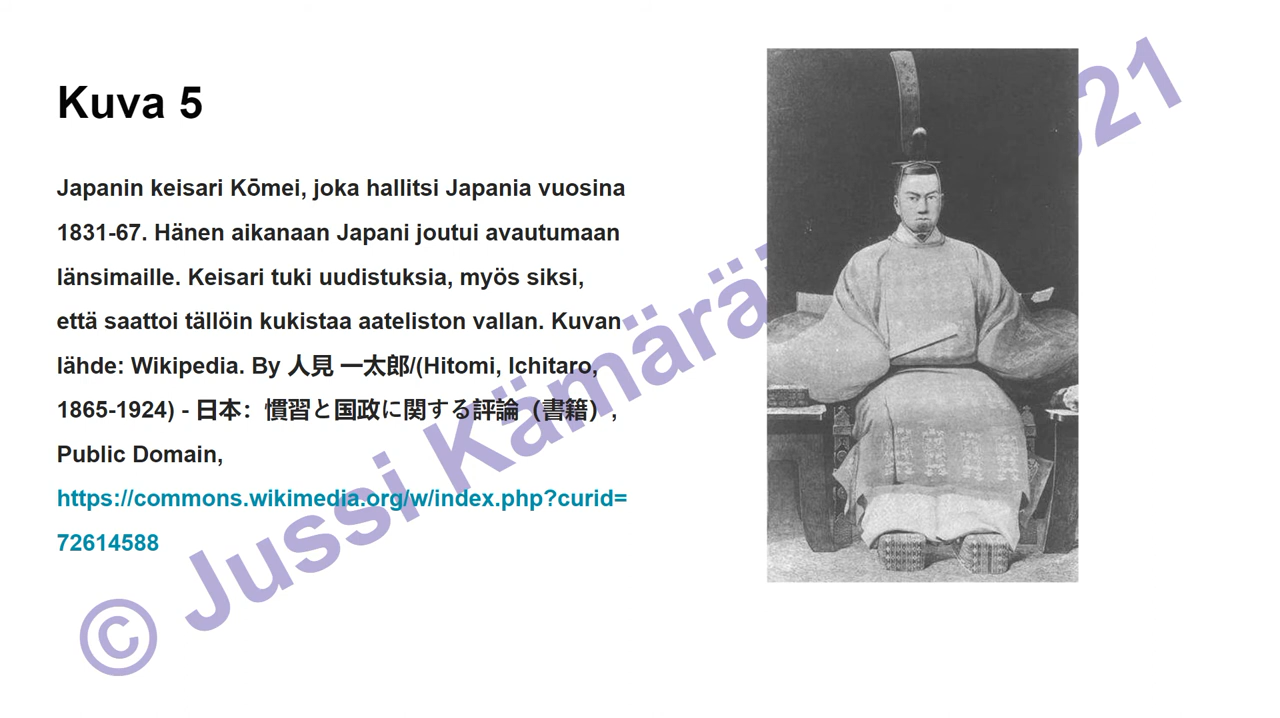 Kuva 5
Japanin keisari Kōmei, joka hallitsi Japania vuosina
1831-67. Hänen aikanaan Japani joutui avautumaan
länsimaille. Keisari tuki uudistuksia, myös siksi,
että saattoi tällöin kukistaa aateliston vallan. Kuvan
lähde: Wikipedia. By 人見 一太郎/(Hitomi, Ichitaro,
1865-1924) - 日本：慣習と国政に関する評論（書籍）,
Public Domain,
https://commons.wikimedia.org/w/index.php?curid=
72614588
© Jussi Kämärä 21